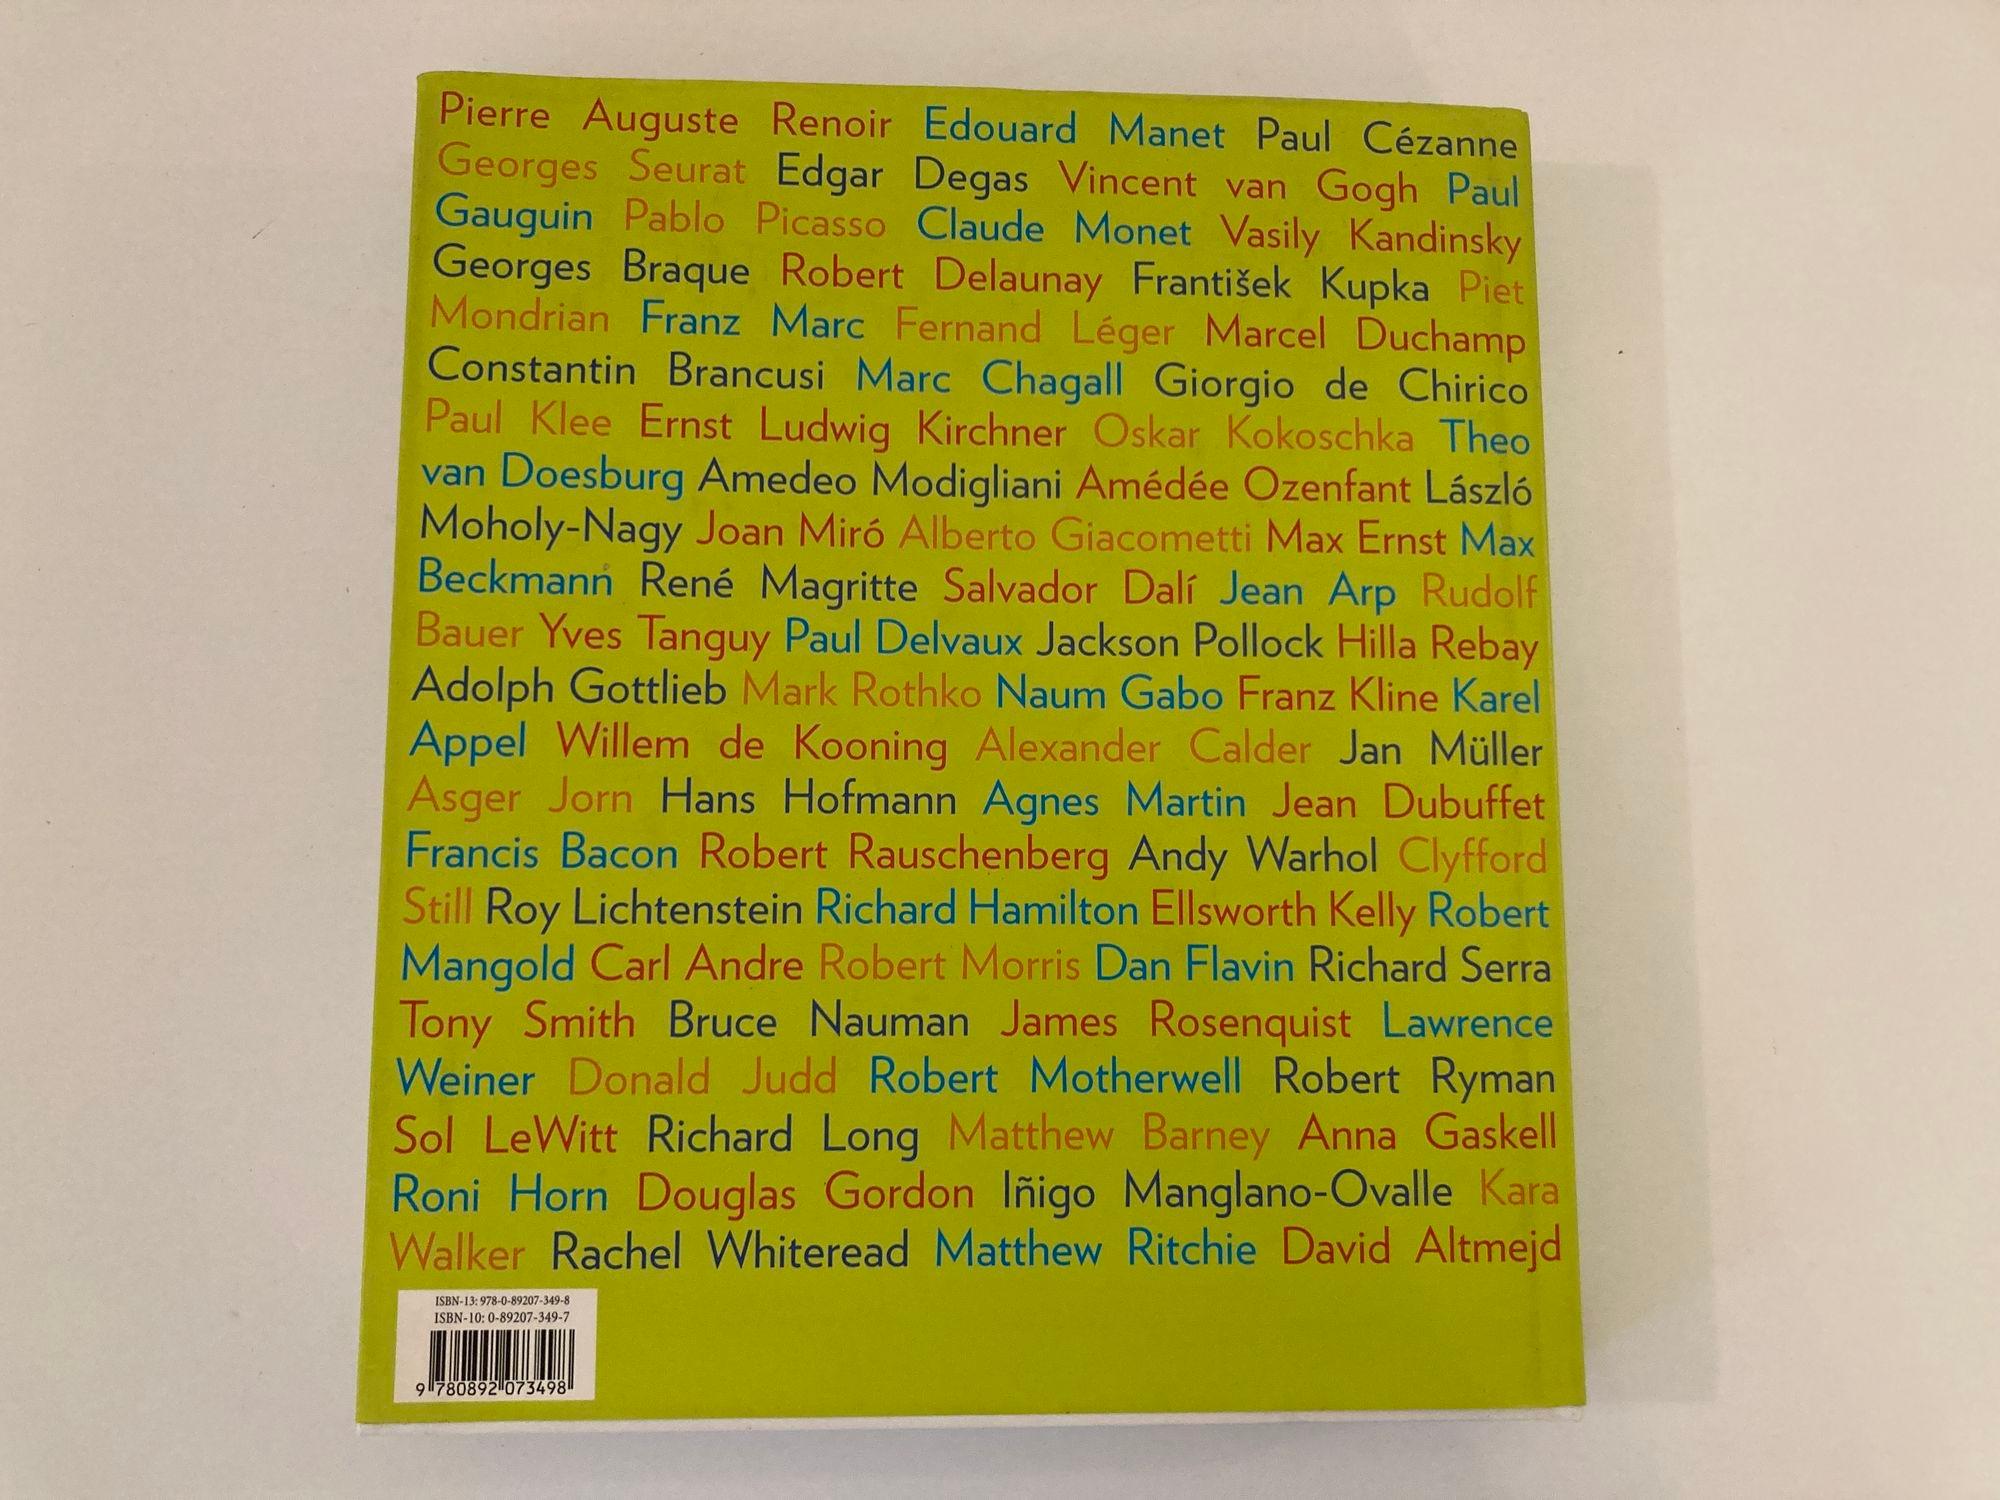 Pierre Auguste Renoir Edouard Manet Paul Cézanne
Georges Seurat Edgar Degas Vincent van Gogh Paul
Gauguin Pablo Picasso Claude Monet Vasily Kandinsky
Georges Braque Robert Delaunay František Kupka Piet
Mondrian Franz Marc Fernand Léger Marcel Duchamp
Constantin Brancusi Marc Chagall Giorgio de Chirico
Paul Klee Ernst Ludwig Kirchner Oskar Kokoschka Theo
van Doesburg Amedeo Modigliani Amédée Ozenfant László
Moholy-Nagy Joan Miró Alberto Giacometti Max Ernst Max
Beckmann René Magritte Salvador Dalí Jean Arp Rudolf
Bauer Yves Tanguy Paul Delvaux Jackson Pollock Hilla Rebay
Adolph Gottlieb Mark Rothko Naum Gabo Franz Kline Karel
Appel Willem de Kooning Alexander Calder Jan Müller
Asger Jorn Hans Hofmann Agnes Martin Jean Dubuffet
Francis Bacon Robert Rauschenberg Andy Warhol Clyfford
Still Roy Lichtenstein Richard Hamilton Ellsworth Kelly Robert
Mangold Carl Andre Robert Morris Dan Flavin Richard Serra
Tony Smith Bruce Nauman James Rosenquist Lawrence
Weiner Donald Judd Robert Motherwell Robert Ryman
Sol LeWitt Richard Long Matthew Barney Anna Gaskell
Roni Horn Douglas Gordon Iñigo Manglano-Ovalle Kara
Walker Rachel Whiteread Matthew Ritchie David Altmejd
ISBN-13: 978-0-89207-349-8
ISBN-10: 0-89207-349-7
9 780892 073498